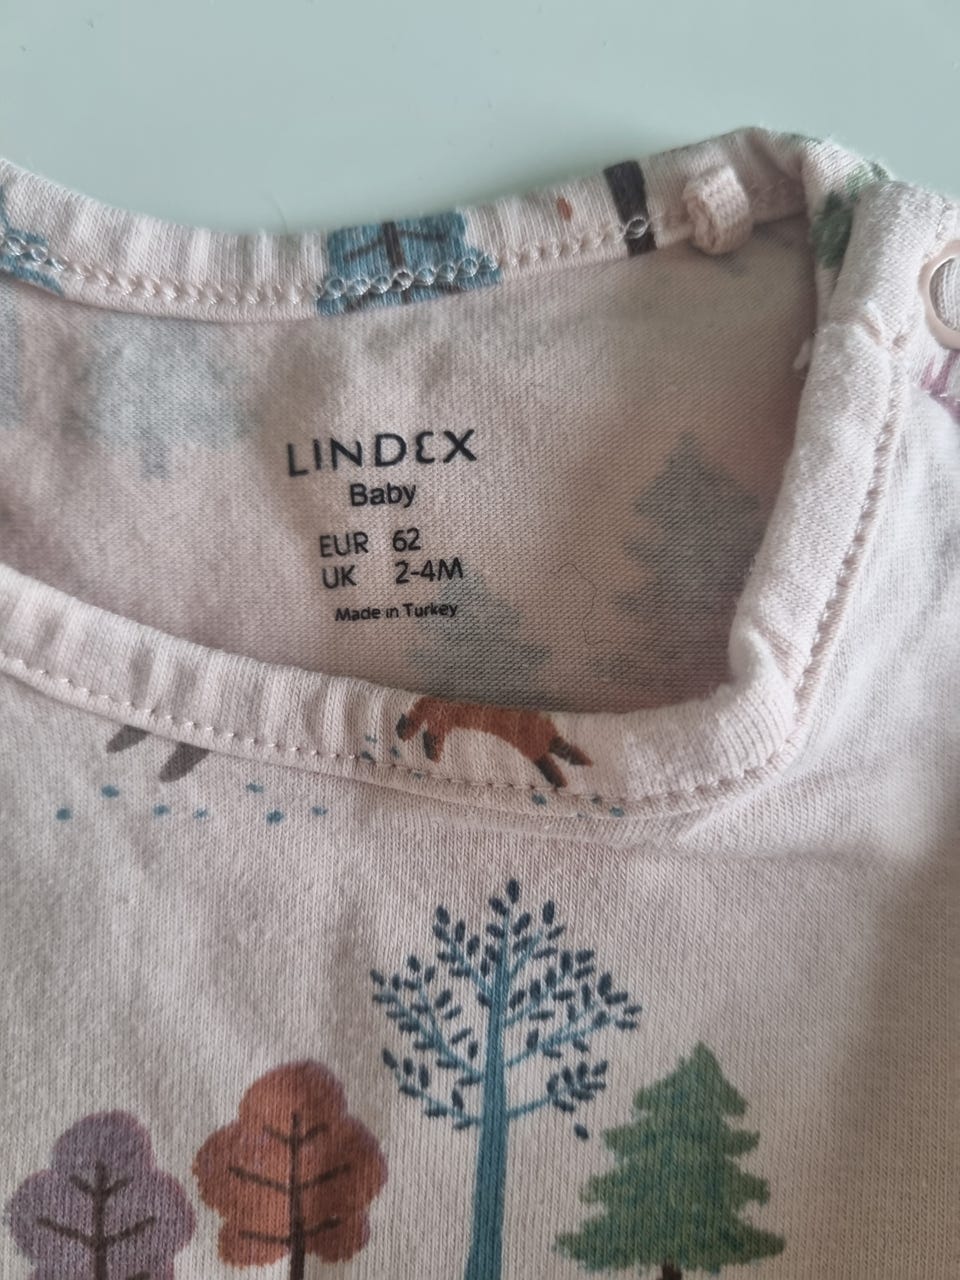 LINDEX
Baby
EUR 62
UK 2-4M
Made in Turkey